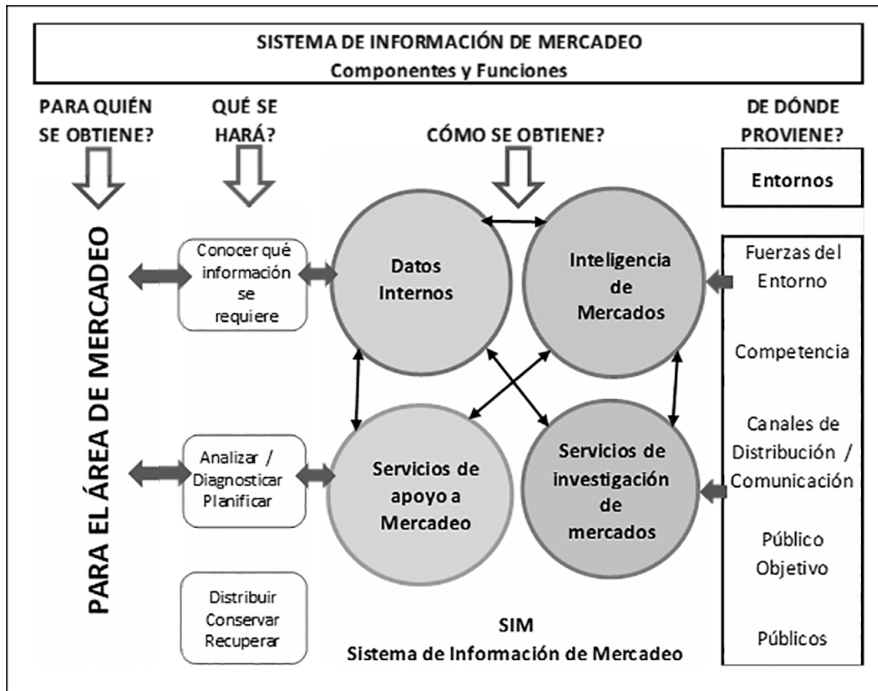 SISTEMA DE INFORMACIÓN DE MERCADEO
Componentes y Funciones
PARA QUIÉN
SE OBTIENE?
QUÉ SE
HARÁ?
CÓMO SE OBTIENE?
DE DÓNDE
PROVIENE?
PARA EL ÁREA DE MERCADEO
Conocer qué
información
se
requiere
Analizar /
Diagnosticar
Planificar
Distribuir
Conservar
Recuperar
Datos
Internos
Inteligencia
de
Mercados
Servicios de
apoyo a
Mercadeo
Servicios de
investigación
de
mercados
SIM
Sistema de Información de Mercadeo
Entornos
Fuerzas del
Entorno
Competencia
Canales de
Distribución /
Comunicación
Público
Objetivo
Públicos